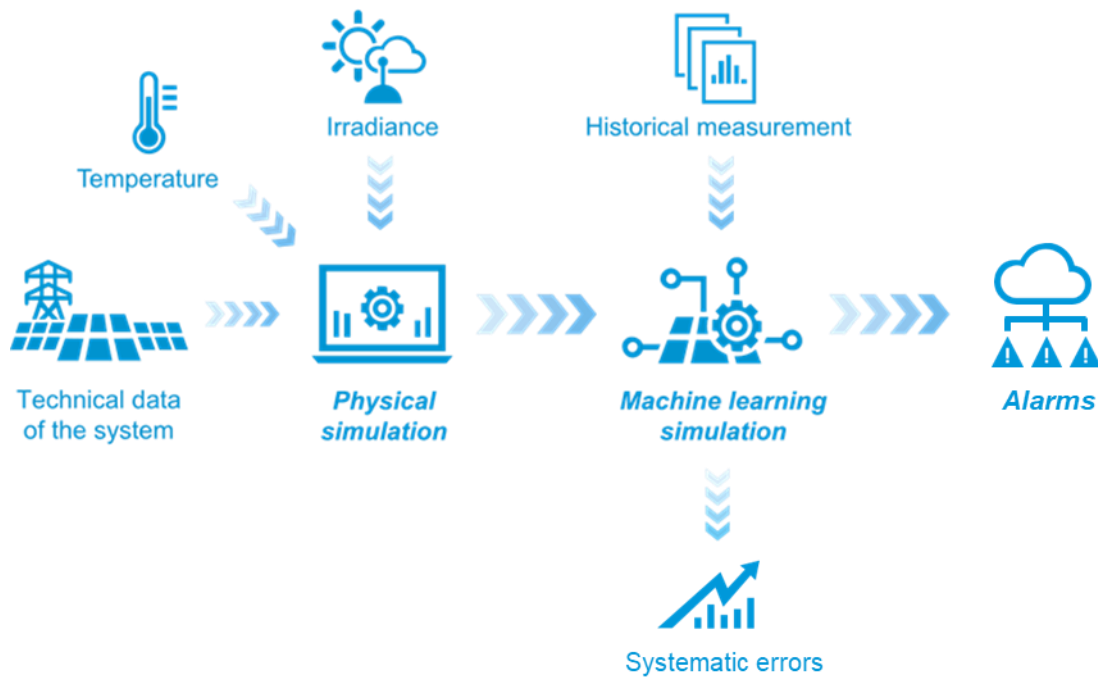 Irradiance
Historical measurement
Temperature
Technical data
of the system
Physical
simulation
Machine learning
simulation
Alarms
Systematic errors